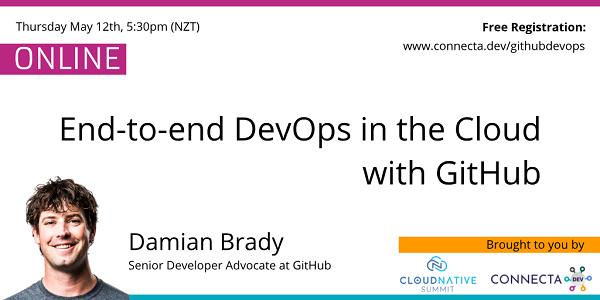 Thursday May 12th, 5:30pm (NZT)
Free Registration:
www.connecta.dev/githubdevops
ONLINE
End-to-end DevOps in the Cloud
with GitHub
Damian Brady
Senior Developer Advocate at GitHub
Brought to you by
CLOUDNATIVE
SUMMIT
CONNECTA
DEV